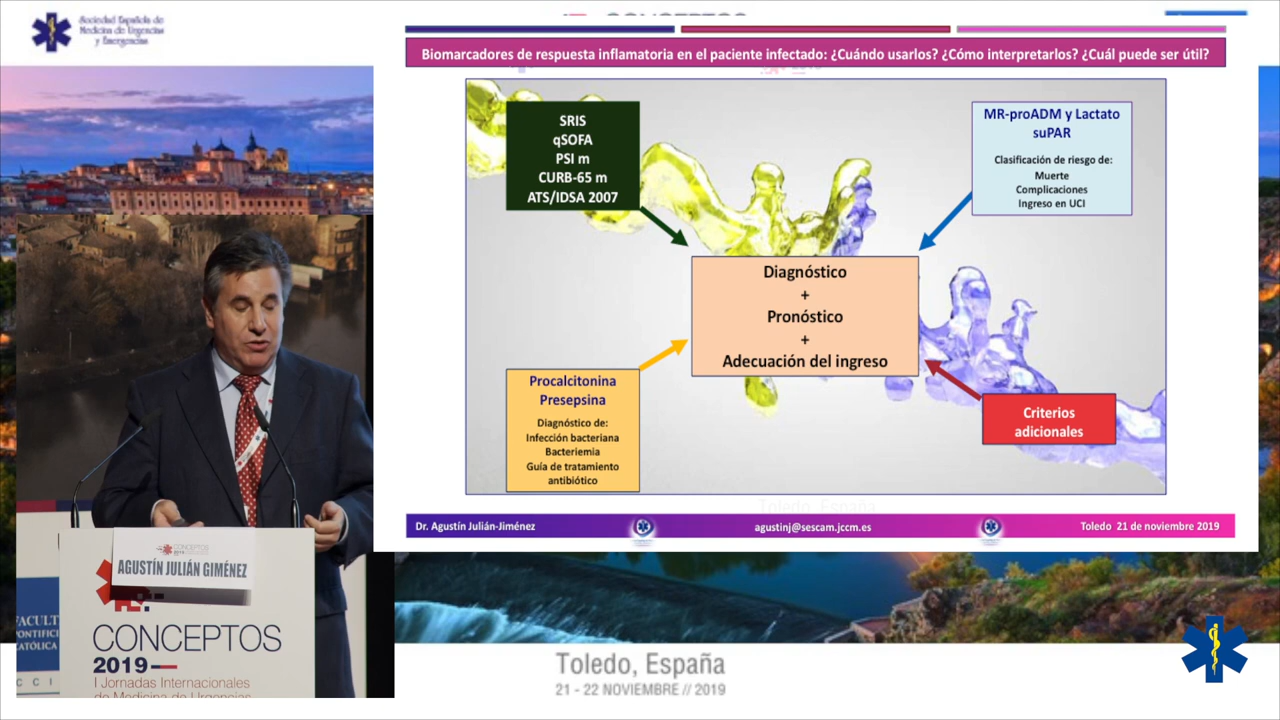 Sociedad Española de
Medicina de Urgencias
y Emergencias
Biomarcadores de respuesta inflamatoria en el paciente infectado: ¿Cuándo usarlos? ¿Cómo interpretarlos? ¿Cuál puede ser útil?
SRIS
qSOFA
PSI m
CURB-65 m
ATS/IDSA 2007
MR-proADM y Lactato
suPAR
Clasificación de riesgo de:
Muerte
Complicaciones
Ingreso en UCI
Diagnóstico
+
Pronóstico
+
Adecuación del ingreso
Procalcitonina
Presepsina
Diagnóstico de:
Infección bacteriana
Bacteriemia
Guía de tratamiento
antibiótico
Criterios
adicionales
Dr. Agustín Julián-Jiménez
agustinj@sescam.jccm.es
Toledo 21 de noviembre 2019
CONCEPTOS
AGUSTÍN JULIÁN GIMÉNEZ
FACULT
PONTIFICI
CATÓLICA
C C I
CONCEPTOS
2019
I Jornadas Internacionales
de Medicina de Urgencias
Toledo, España
21 - 22 NOVIEMBRE // 2019